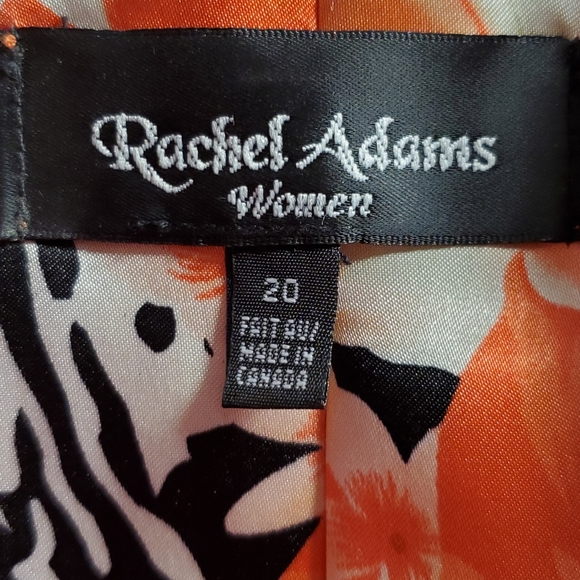 Rachel Adams
Women
20
FAIT AU/
MADE IN
CANADA